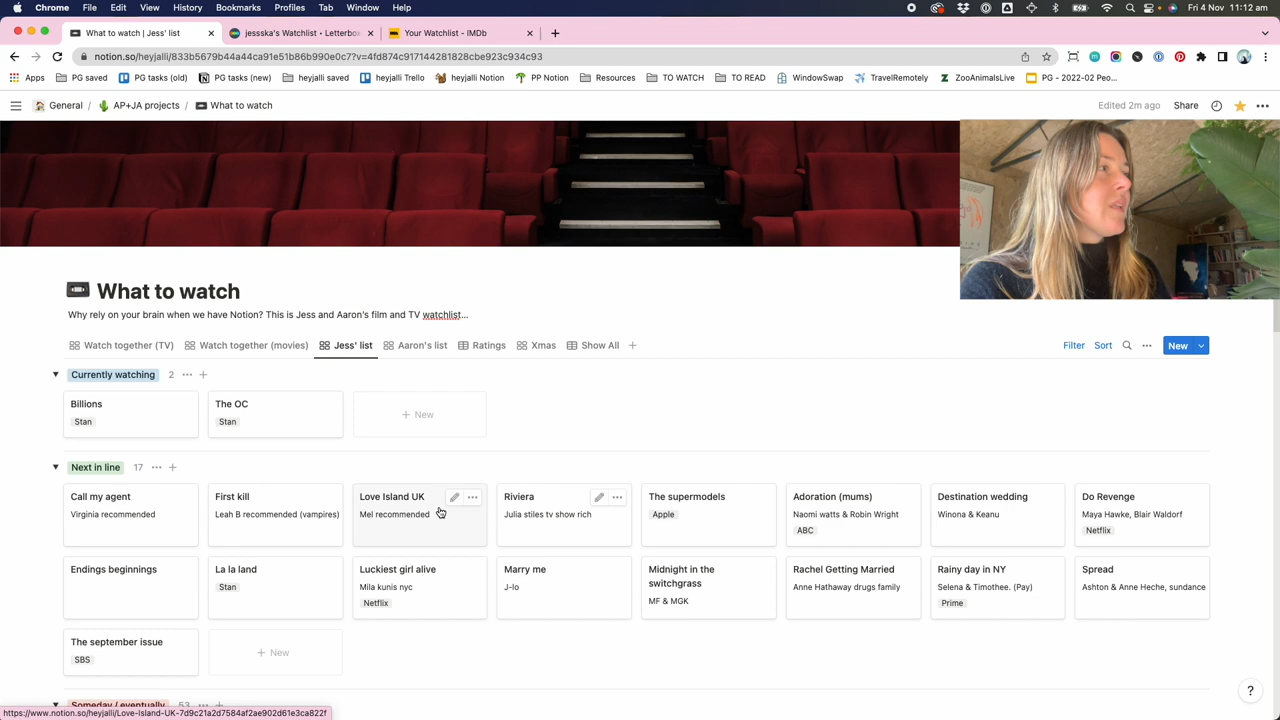 Chrome File Edit View History Bookmarks Profiles Tab Window Help
Fri 4 Nov 11:12 am
What to watch | Jess' list
jessska's Watchlist • Letterbox
Your Watchlist - IMDb
notion.so/heyjalli/833b5679b44a44ca91e51b86b990e0c7?v=4fd874c917144281828cbe923c934c93
Apps PG saved PG tasks (old) PG tasks (new) heyjalli saved heyjalli Trello heyjalli Notion PP Notion Resources TO WATCH TO READ WindowSwap TravelRemotely ZooAnimalsLive PG - 2022-02 Peo...
General / AP+JA projects / What to watch
Edited 2m ago Share
What to watch
Why rely on your brain when we have Notion? This is Jess and Aaron's film and TV watchlist...
Watch together (TV) Watch together (movies) Jess' list Aaron's list Ratings Xmas Show All
Filter Sort New
Currently watching 2
Billions
Stan
The OC
Stan
+ New
Next in line 17
Call my agent
Virginia recommended
First kill
Leah B recommended (vampires)
Love Island UK
Mel recommended
Riviera
Julia stiles tv show rich
The supermodels
Apple
Adoration (mums)
Naomi watts & Robin Wright
ABC
Destination wedding
Winona & Keanu
Do Revenge
Maya Hawke, Blair Waldorf
Netflix
Endings beginnings
La la land
Stan
Luckiest girl alive
Mila kunis nyc
Netflix
Marry me
J-lo
Midnight in the
switchgrass
MF & MGK
Rachel Getting Married
Anne Hathaway drugs family
Rainy day in NY
Selena & Timothee. (Pay)
Prime
Spread
Ashton & Anne Heche, sundance
The september issue
SBS
+ New
Someday / eventually 53
https://www.notion.so/heyjalli/Love-Island-UK-7d9c21a2d7584af2ae902d61e3ca822f
?